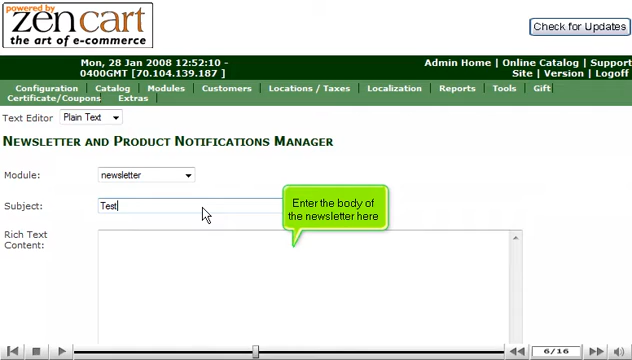 powered by
zencart
the art of e-commerce
Check for Updates
Mon, 28 Jan 2008 12:52:10 -
0400GMT [70.104.139.187 ]
Admin Home | Online Catalog | Support
Site | Version | Logoff
Configuration Catalog Modules Customers Locations / Taxes Localization Reports Tools Gift
Certificate/Coupons Extras
Text Editor Plain Text
Newsletter and Product Notifications Manager
Module: newsletter
Subject: Test
Enter the body of
the newsletter here
Rich Text
Content:
6/16